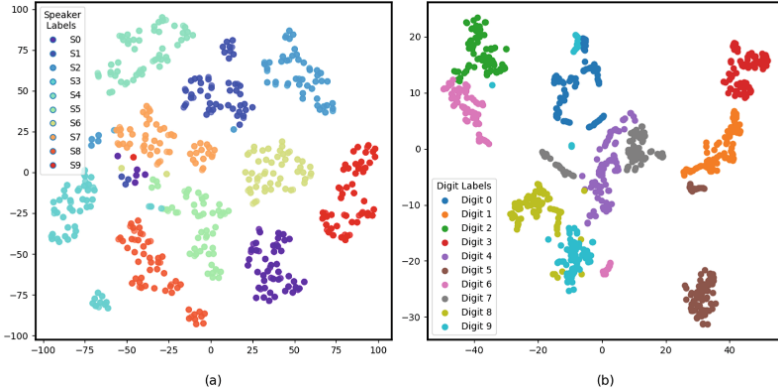 Speaker
Labels
S0
S1
S2
S3
S4
S5
S6
S7
S8
S9
100
75
50
25
0
−25
−50
−75
−100
−100 −75 −50 −25 0 25 50 75 100
(a)
20
10
0
−10
−20
−30
Digit Labels
Digit 0
Digit 1
Digit 2
Digit 3
Digit 4
Digit 5
Digit 6
Digit 7
Digit 8
Digit 9
−40 −20 0 20 40
(b)